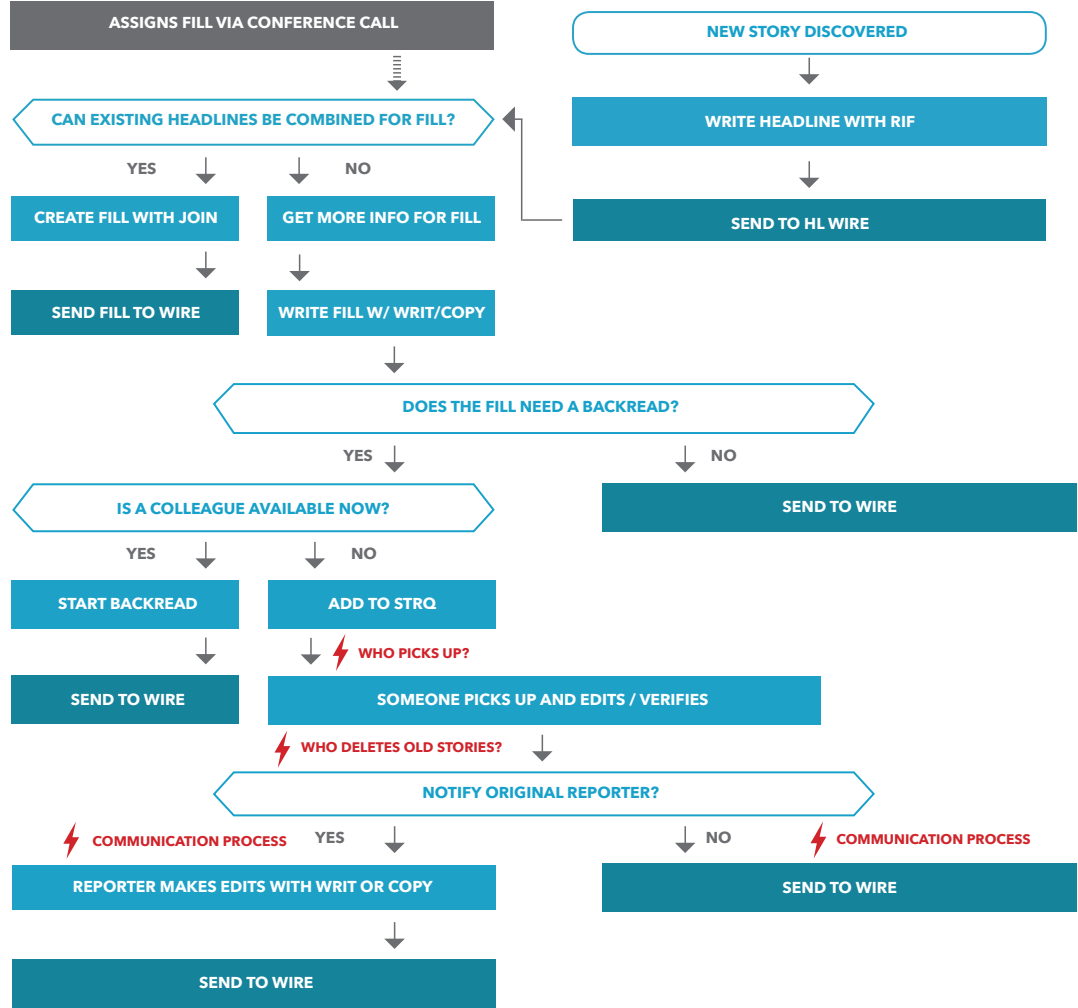 ASSIGNS FILL VIA CONFERENCE CALL
NEW STORY DISCOVERED
CAN EXISTING HEADLINES BE COMBINED FOR FILL?
WRITE HEADLINE WITH RIF
YES
NO
CREATE FILL WITH JOIN
GET MORE INFO FOR FILL
SEND TO HL WIRE
SEND FILL TO WIRE
WRITE FILL W/ WRIT/COPY
DOES THE FILL NEED A BACKREAD?
YES
NO
IS A COLLEAGUE AVAILABLE NOW?
SEND TO WIRE
YES
NO
START BACKREAD
ADD TO STRQ
WHO PICKS UP?
SEND TO WIRE
SOMEONE PICKS UP AND EDITS / VERIFIES
WHO DELETES OLD STORIES?
NOTIFY ORIGINAL REPORTER?
COMMUNICATION PROCESS
YES
NO
COMMUNICATION PROCESS
REPORTER MAKES EDITS WITH WRIT OR COPY
SEND TO WIRE
SEND TO WIRE